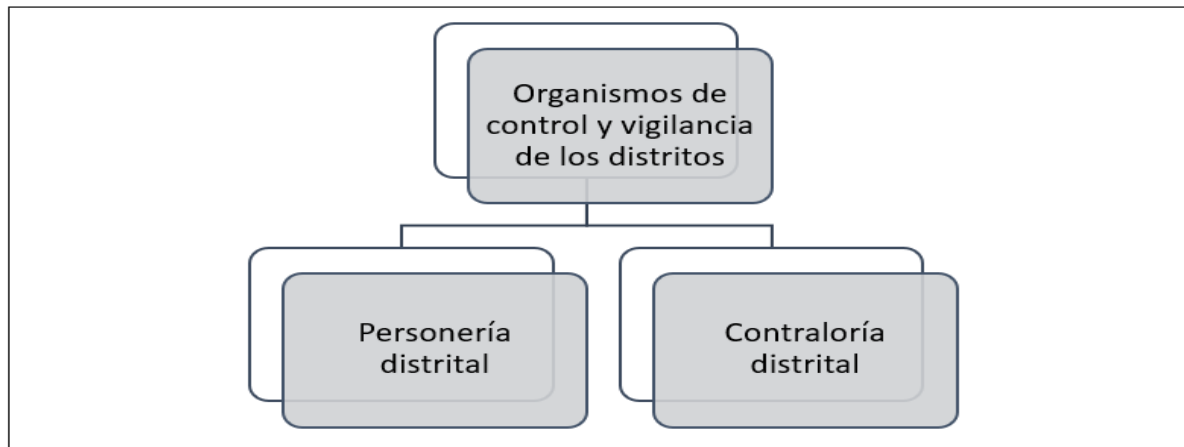 Organismos de
control y vigilancia
de los distritos
Personería
distrital
Contraloría
distrital